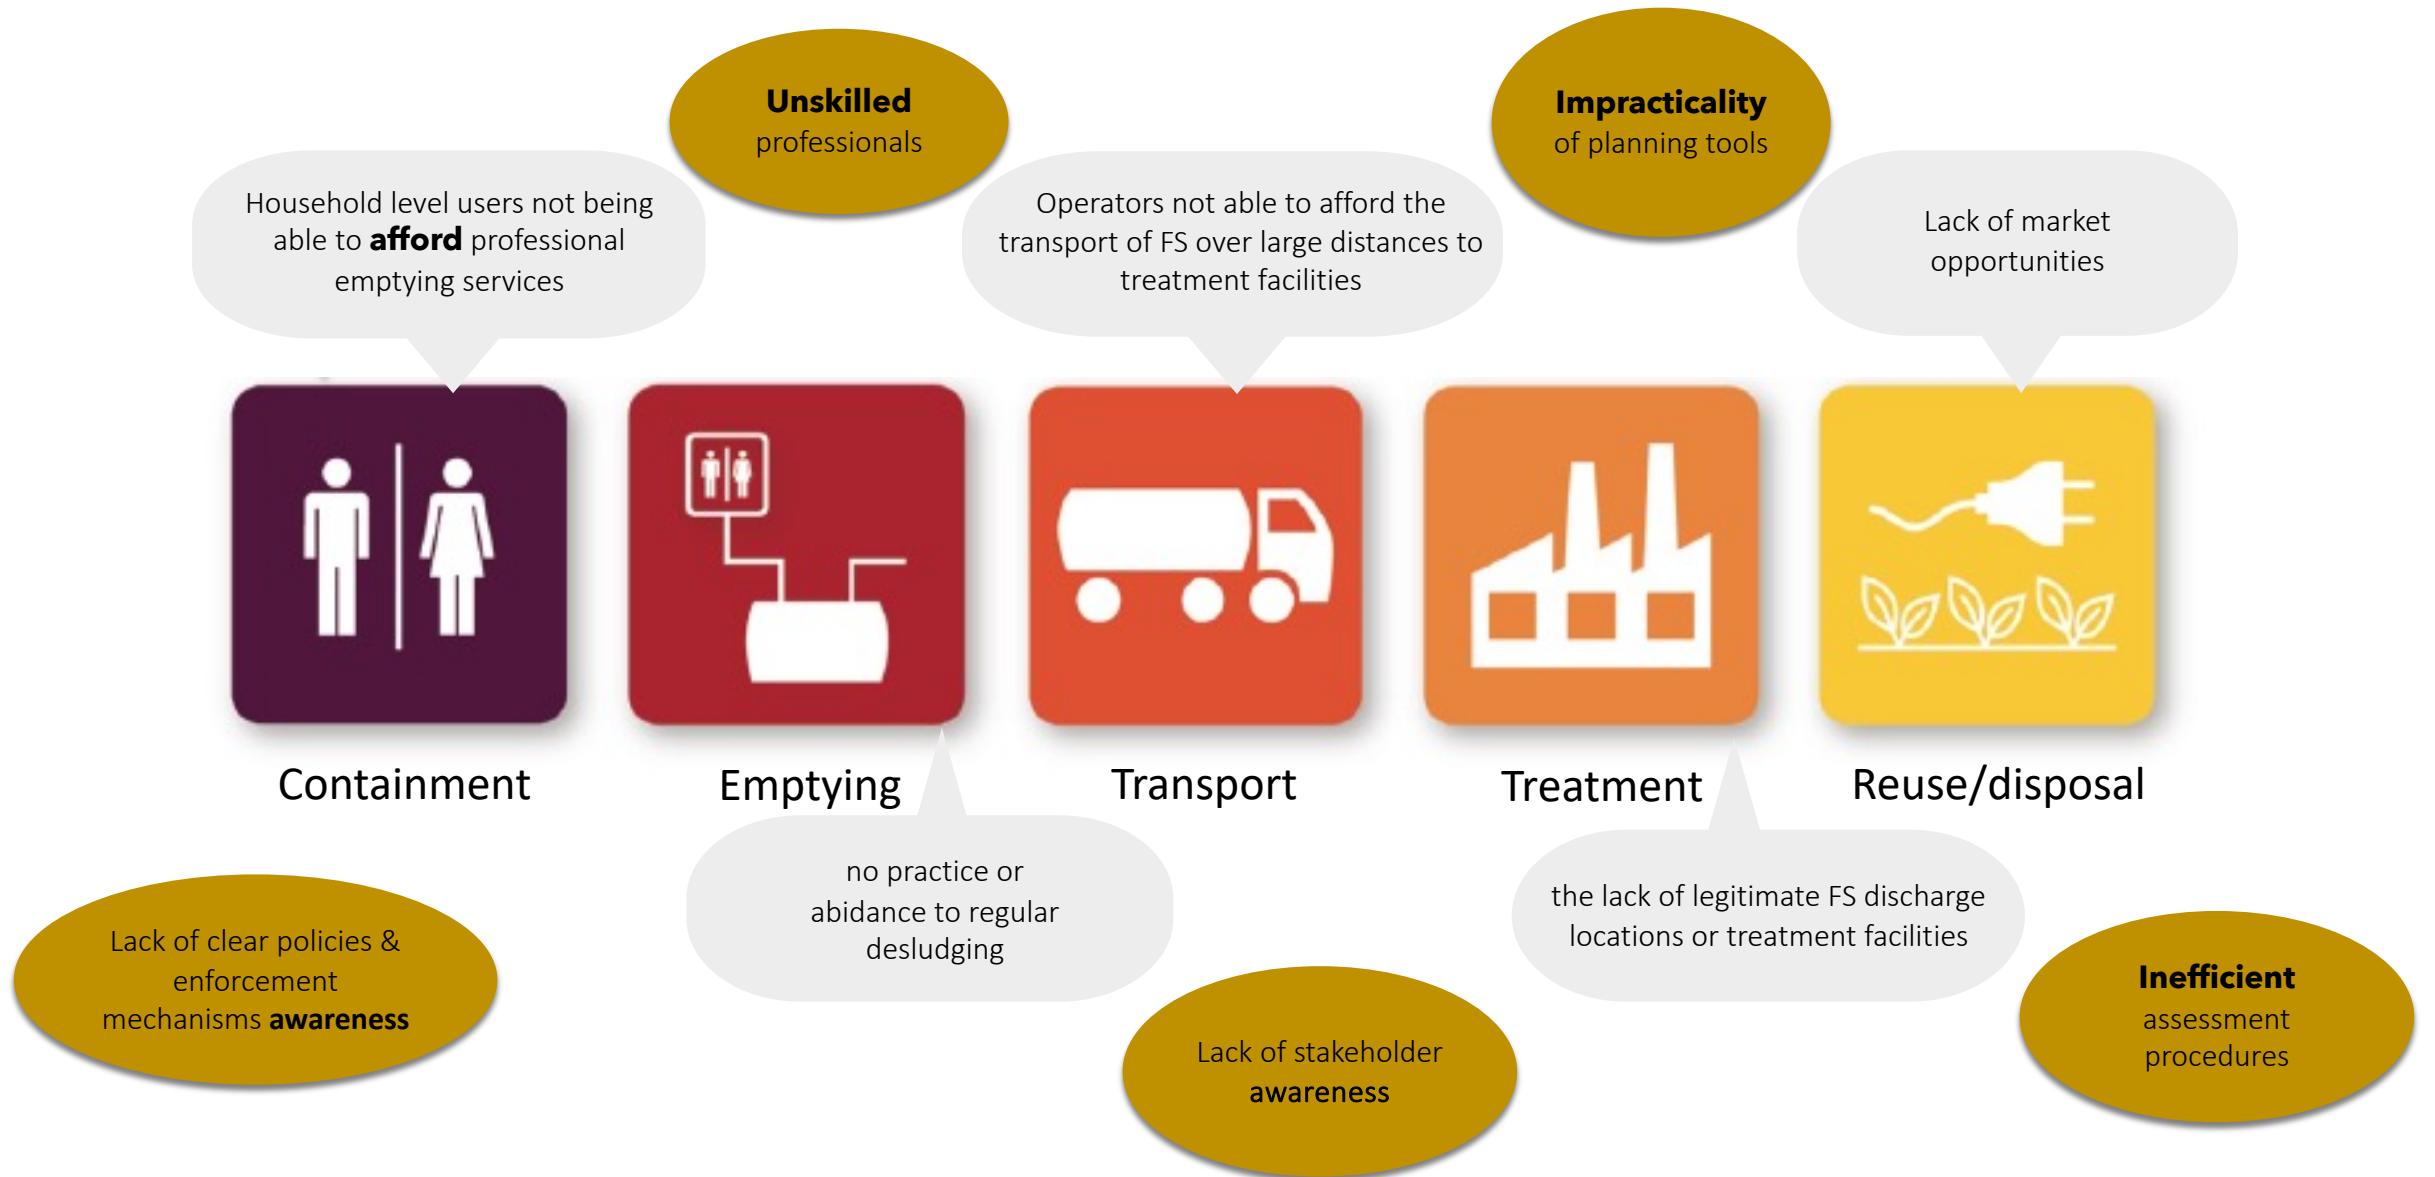 Unskilled
professionals
Impracticality
of planning tools
Household level users not being
able to afford professional
emptying services
Operators not able to afford the
transport of FS over large distances to
treatment facilities
Lack of market
opportunities
Containment
Emptying
Transport
Treatment
Reuse/disposal
no practice or
abidance to regular
desludging
the lack of legitimate FS discharge
locations or treatment facilities
Lack of clear policies &
enforcement
mechanisms awareness
Lack of stakeholder
awareness
Inefficient
assessment
procedures